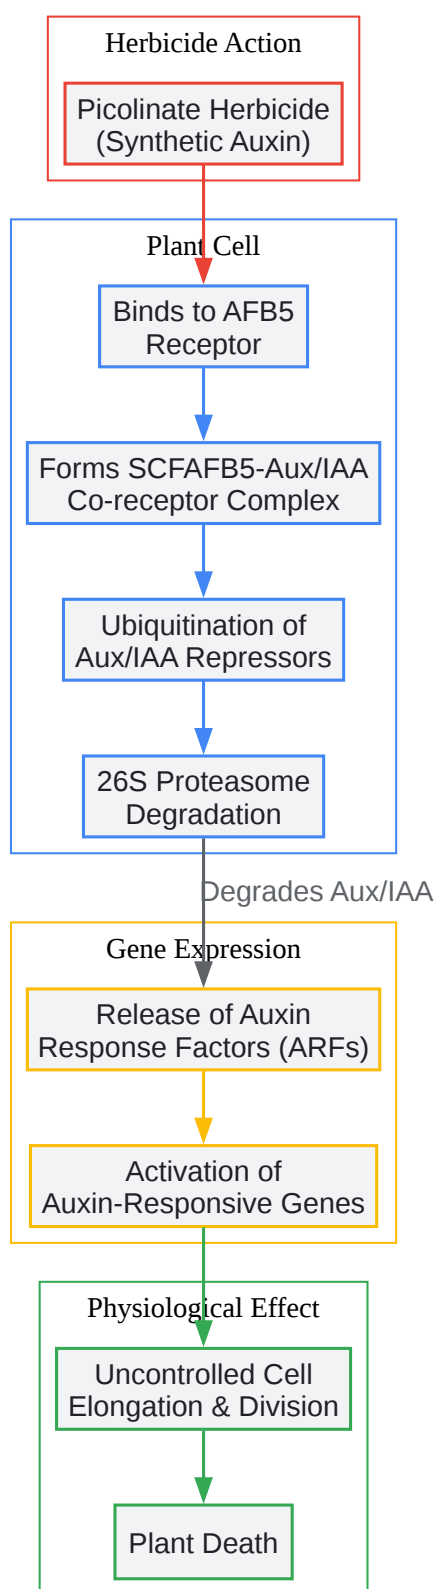 Herbicide Action
Picolinate Herbicide
(Synthetic Auxin)
Plant Cell
Binds to AFB5
Receptor
Forms SCFAFB5-Aux/IAA
Co-receptor Complex
Ubiquitination of
Aux/IAA Repressors
26S Proteasome
Degradation
Degrades Aux/IAA
Gene Expression
Release of Auxin
Response Factors (ARFs)
Activation of
Auxin-Responsive Genes
Physiological Effect
Uncontrolled Cell
Elongation & Division
Plant Death